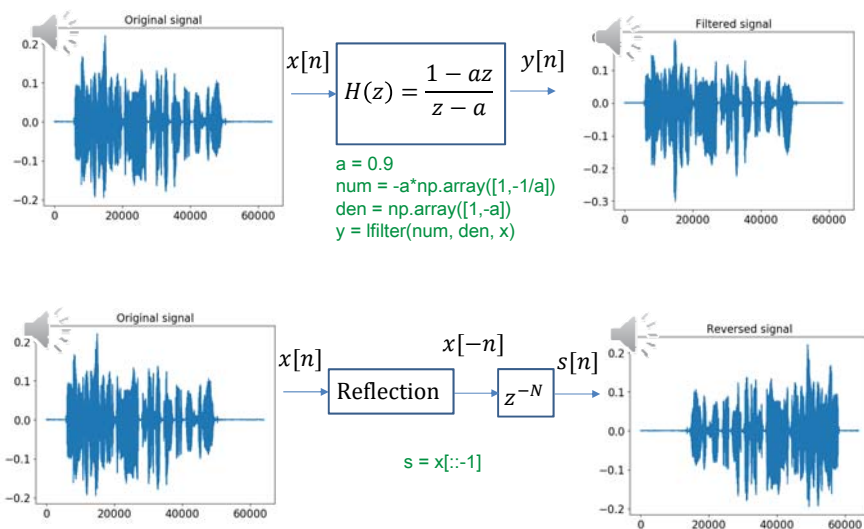 Original signal
0.2
0.1
0.0
−0.1
−0.2
0 20000 40000 60000
x[n]
H(z) = (1 − az)/(z − a)
y[n]
a = 0.9
num = -a*np.array([1,-1/a])
den = np.array([1,-a])
y = lfilter(num, den, x)
Filtered signal
0.1
0.0
−0.1
−0.2
−0.3
0 20000 40000 60000
Original signal
0.2
0.1
0.0
−0.1
−0.2
0 20000 40000 60000
x[n]
Reflection
x[−n]
z⁻ᴺ
s[n]
s = x[::-1]
Reversed signal
0.2
0.1
0.0
−0.1
−0.2
0 20000 40000 60000